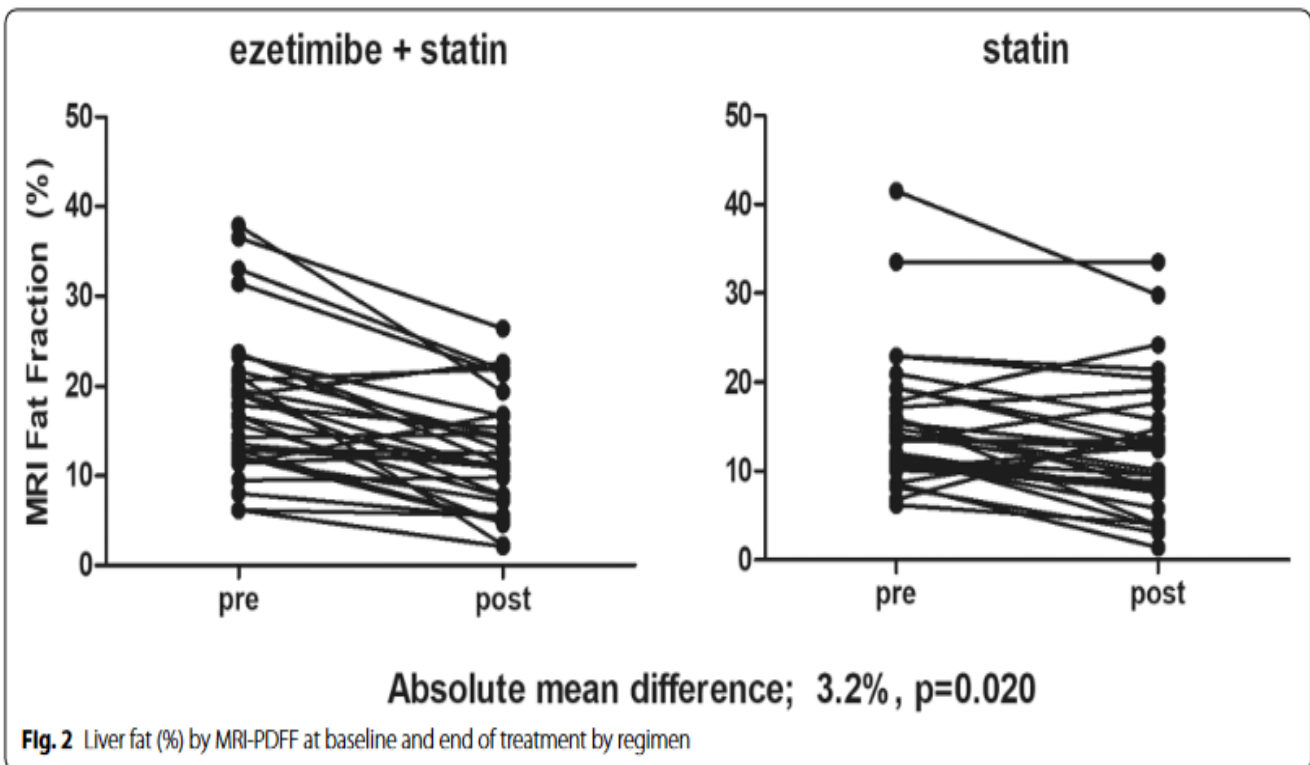 ezetimibe + statin
statin
MRI Fat Fraction (%)
50
40
30
20
10
0
pre
post
50
40
30
20
10
0
pre
post
Absolute mean difference; 3.2%, p=0.020
Fig. 2 Liver fat (%) by MRI-PDFF at baseline and end of treatment by regimen